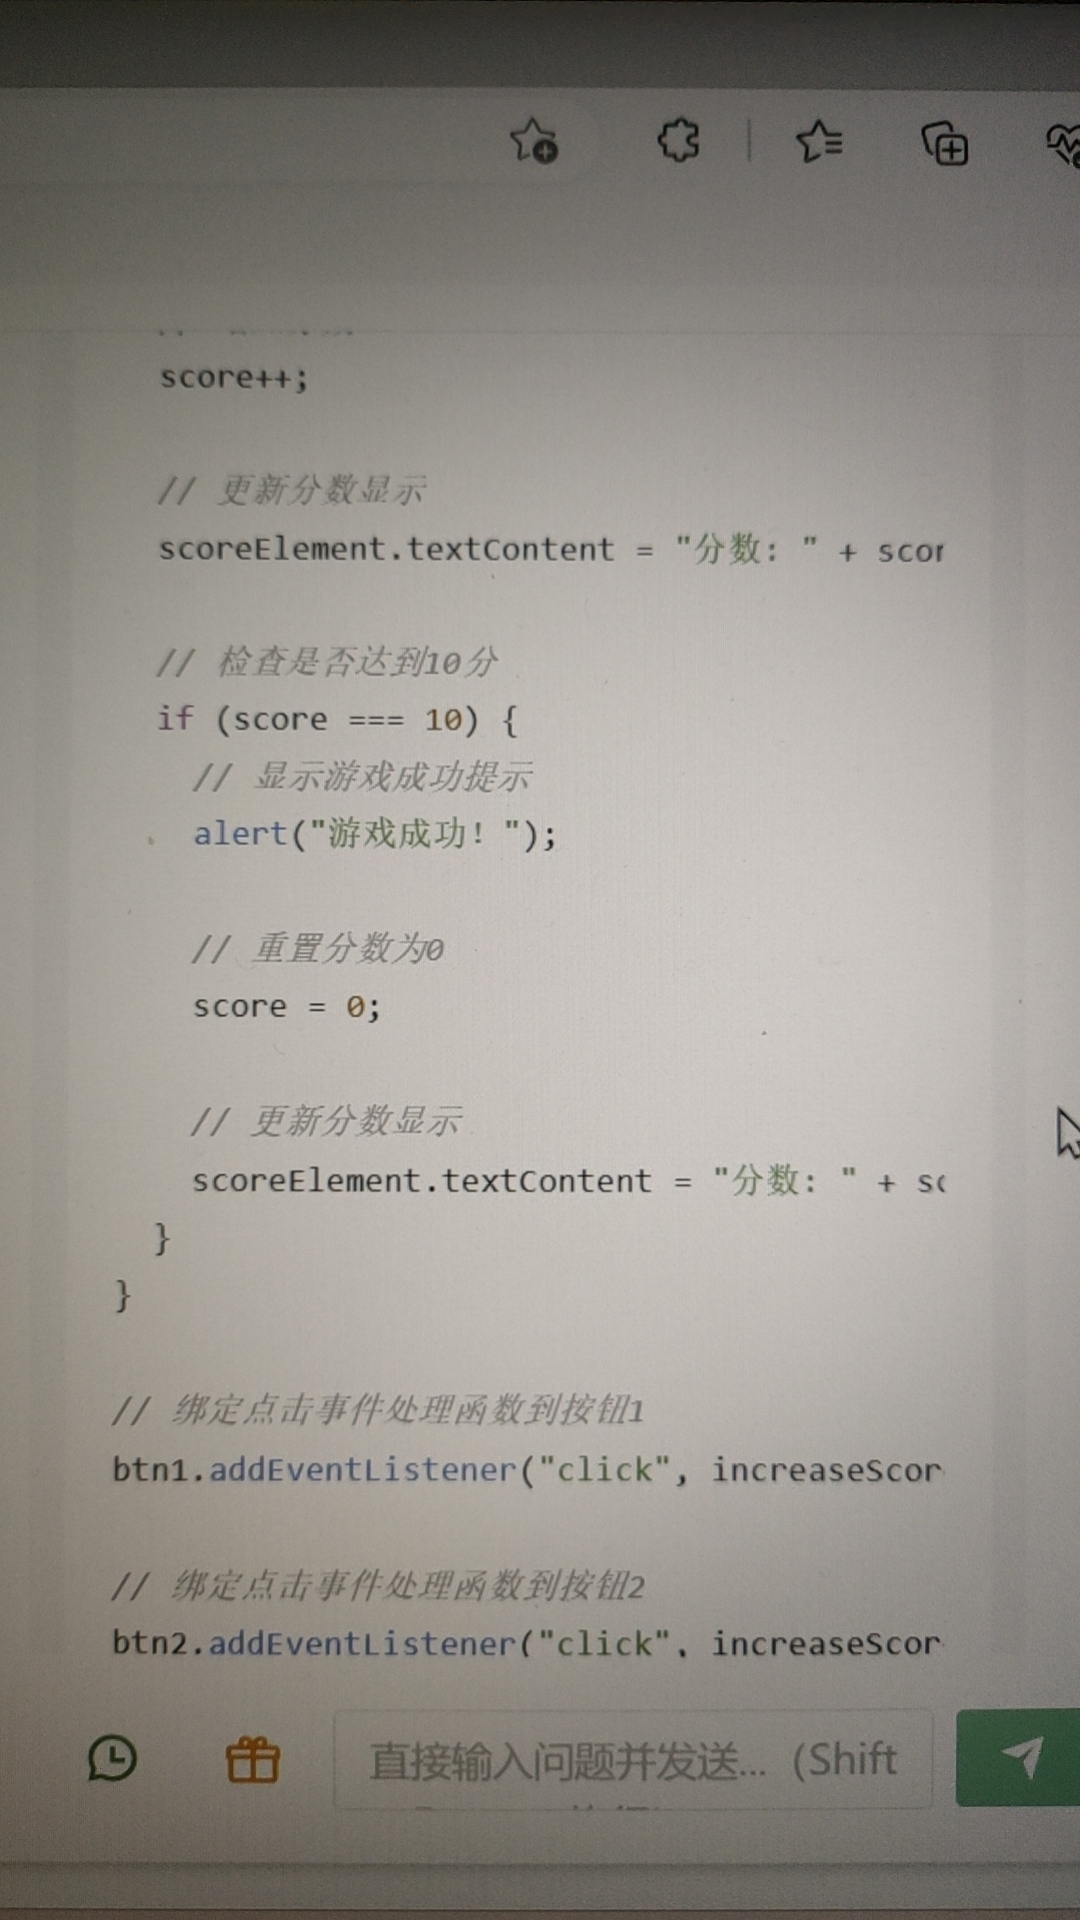 score++;
// 更新分数显示
scoreElement.textContent = "分数: " + scor
// 检查是否达到10分
if (score === 10) {
// 显示游戏成功提示
alert("游戏成功! ");
// 重置分数为0
score = 0;
// 更新分数显示
scoreElement.textContent = "分数: " + sc
}
}
// 绑定点击事件处理函数到按钮1
btn1.addEventListener("click", increaseScor
// 绑定点击事件处理函数到按钮2
btn2.addEventListener("click", increaseScor
直接输入问题并发送... (Shift